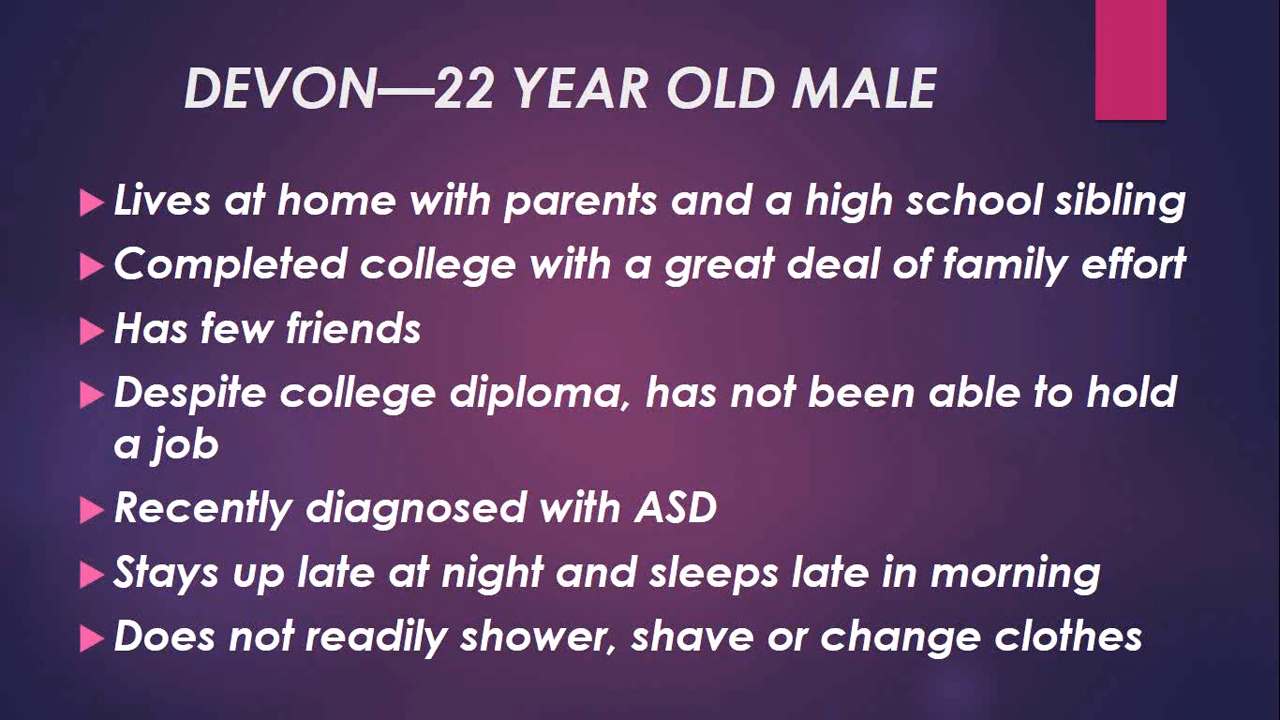 DEVON—22 YEAR OLD MALE
Lives at home with parents and a high school sibling
Completed college with a great deal of family effort
Has few friends
Despite college diploma, has not been able to hold
a job
Recently diagnosed with ASD
Stays up late at night and sleeps late in morning
Does not readily shower, shave or change clothes